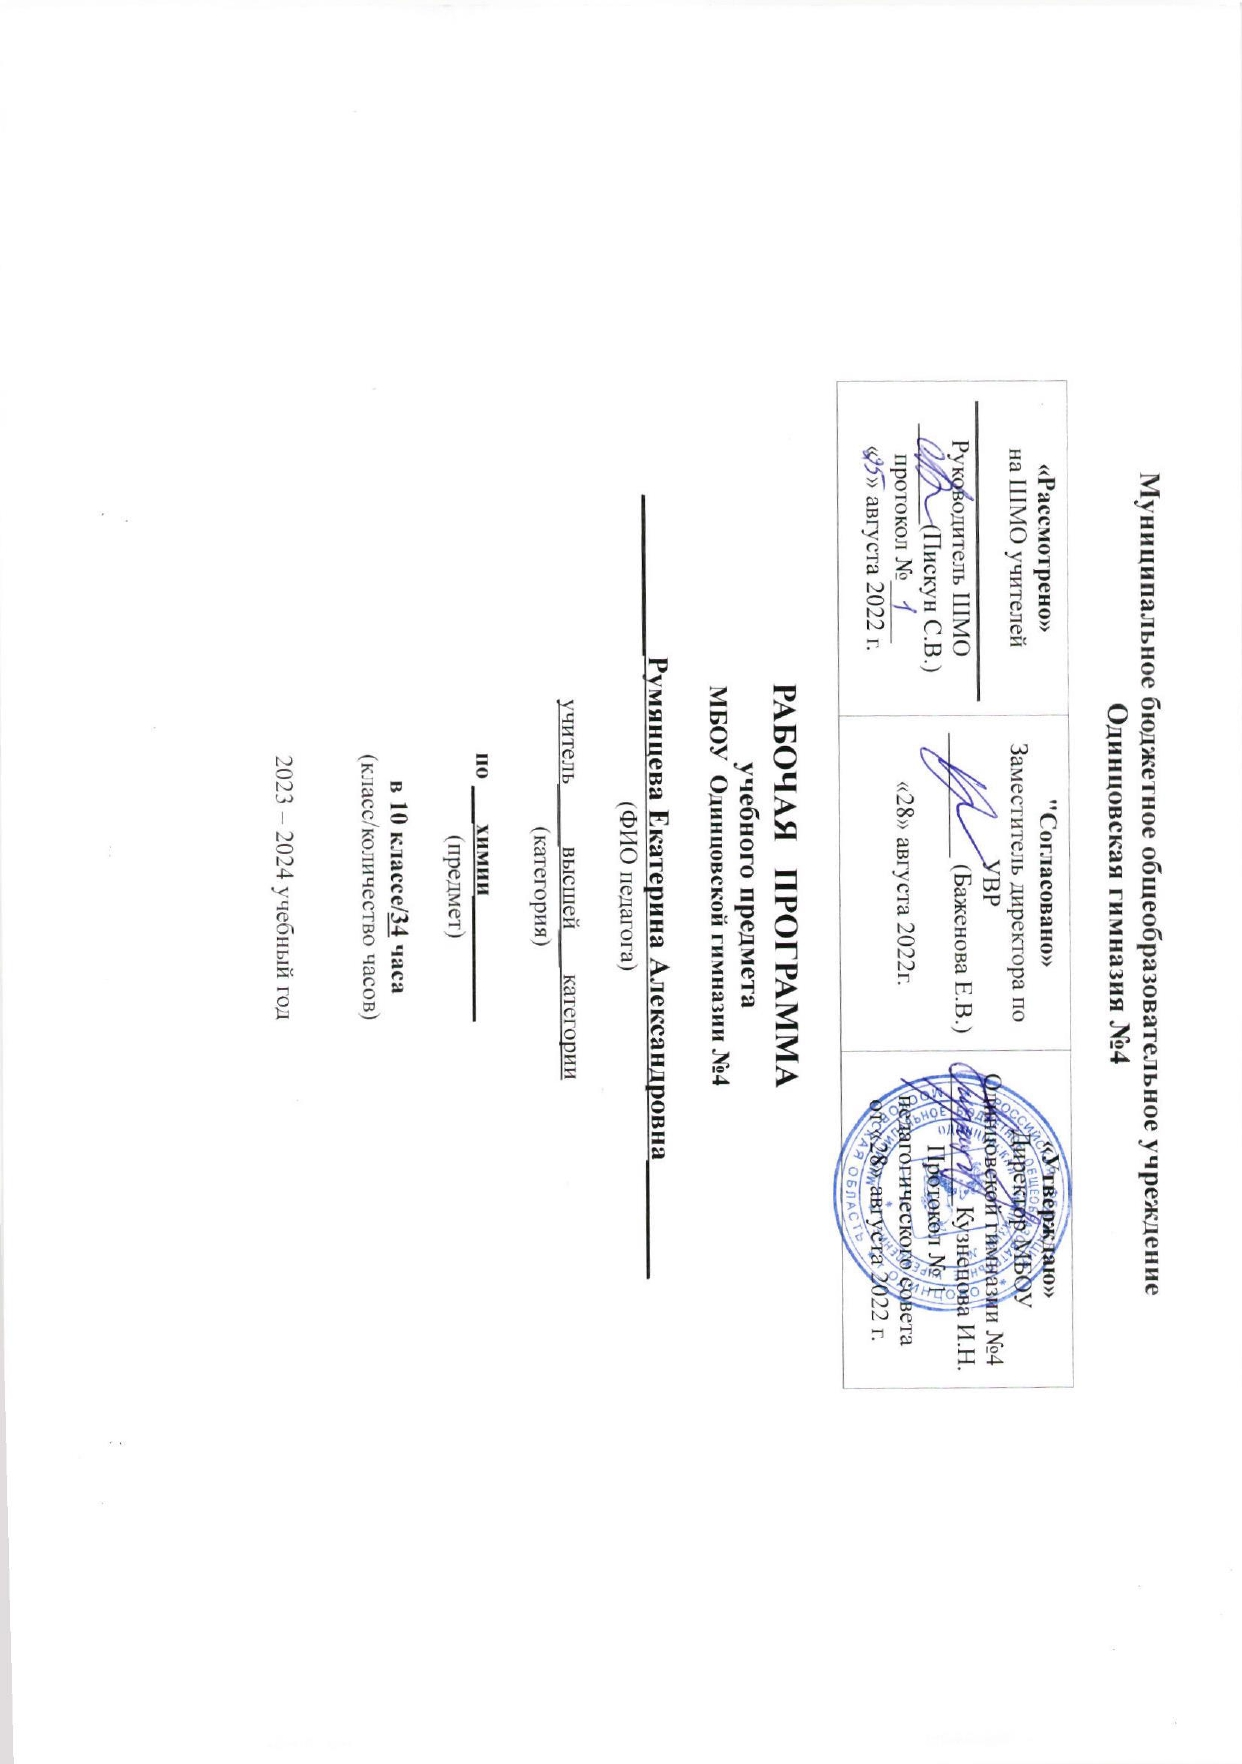 Муниципальное бюджетное общеобразовательное учреждение
Одинцовская гимназия №4
«Рассмотрено»
на ШМО учителей
Руководитель ШМО
(Пискун С.В.)
протокол № 1
«25» августа 2022 г.
"Согласовано»
Заместитель директора по
УВР
(Баженова Е.В.)
«28» августа 2022г.
«Утверждаю»
Директор МБОУ
Одинцовской гимназии №4
Кузнецова И.Н.
Протокол № 1
педагогического совета
от «28» августа 2022 г.
РАБОЧАЯ ПРОГРАММА
учебного предмета
МБОУ Одинцовской гимназии №4
Румянцева Екатерина Александровна
(ФИО педагога)
учитель высшей категории
(категория)
по химии
(предмет)
в 10 классе/34 часа
(класс/количество часов)
2023 – 2024 учебный год